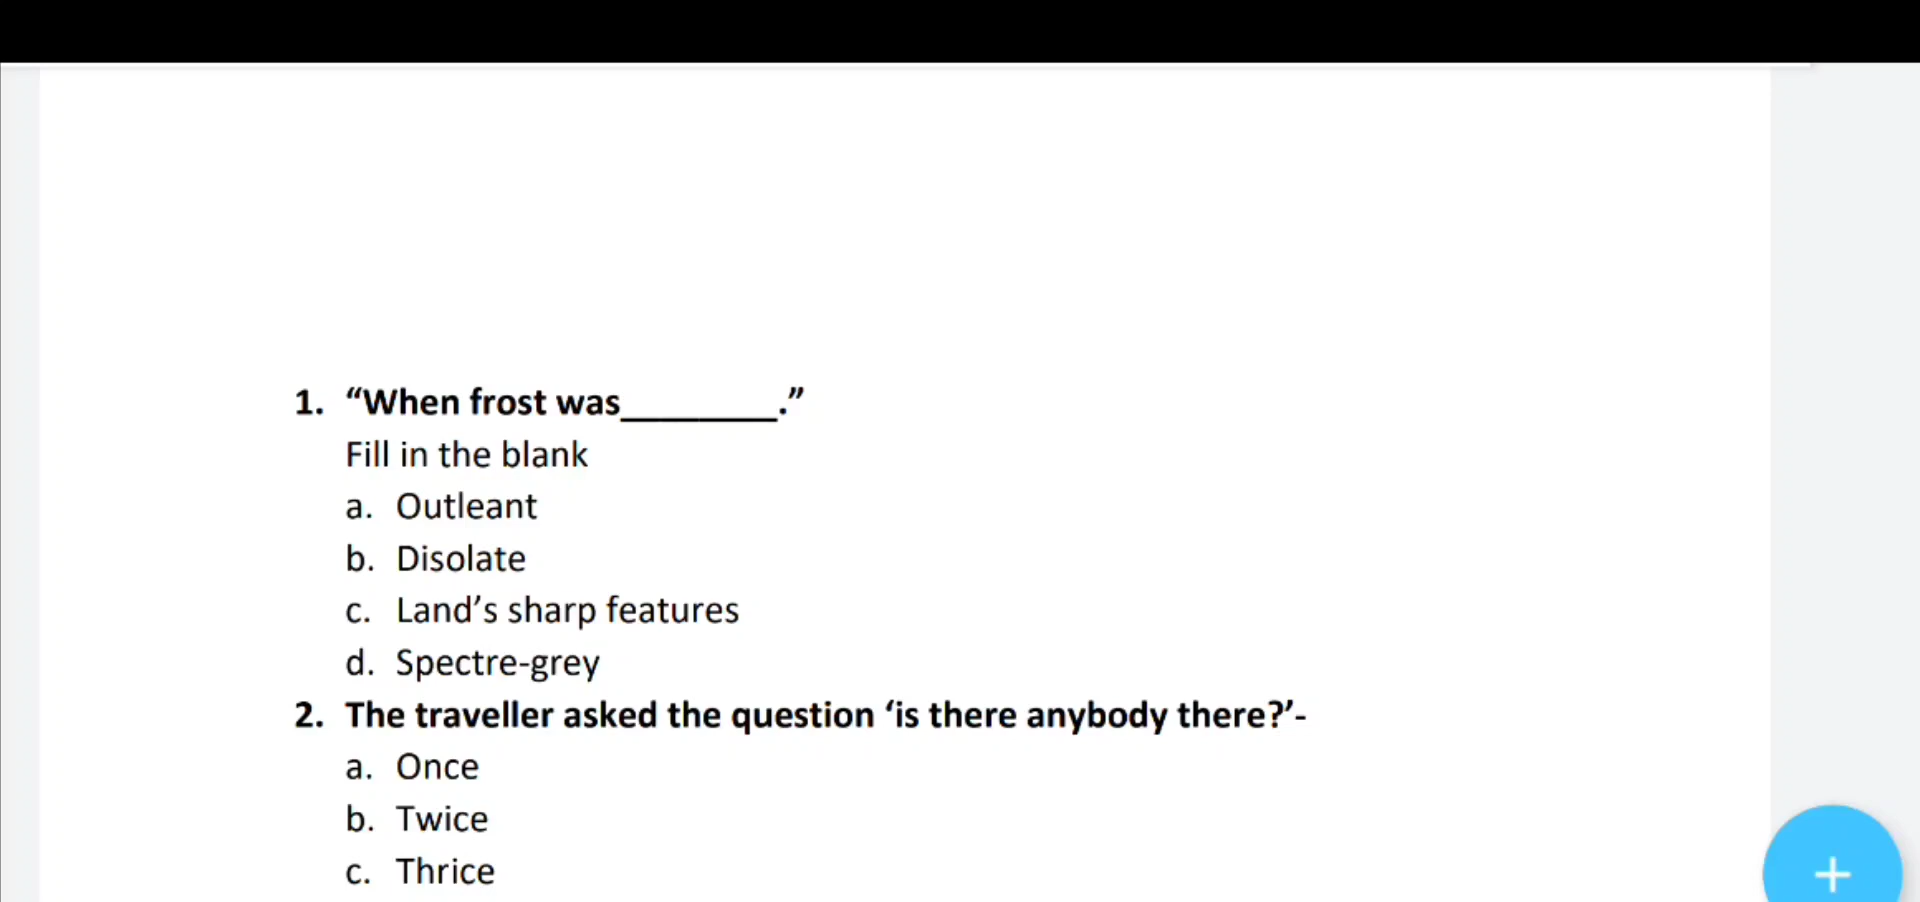 1. “When frost was________.”
Fill in the blank
a. Outleant
b. Disolate
c. Land’s sharp features
d. Spectre-grey
2. The traveller asked the question ‘is there anybody there?’-
a. Once
b. Twice
c. Thrice